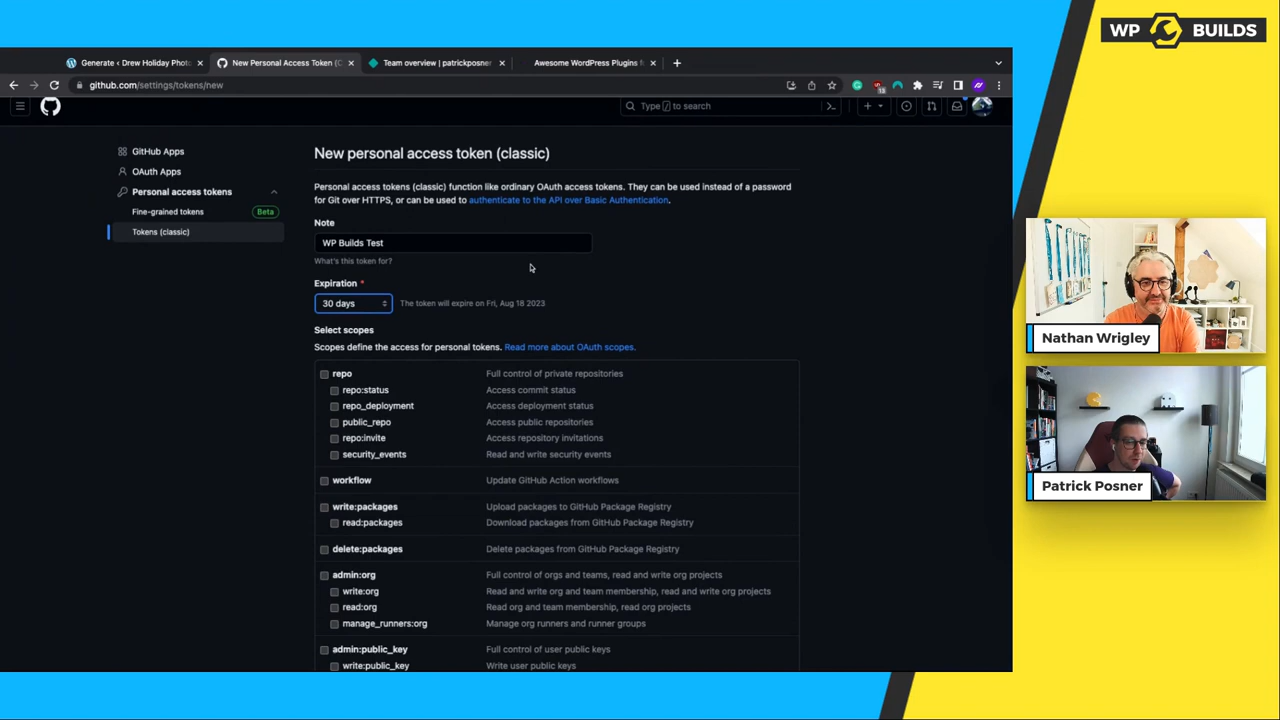 WP BUILDS
Generate < Drew Holiday Phot
New Personal Access Token (C
Team overview | patrickposner
Awesome WordPress Plugins f
github.com/settings/tokens/new
Type / to search
GitHub Apps
OAuth Apps
Personal access tokens
Fine-grained tokens Beta
Tokens (classic)
New personal access token (classic)
Personal access tokens (classic) function like ordinary OAuth access tokens. They can be used instead of a password
for Git over HTTPS, or can be used to authenticate to the API over Basic Authentication.
Note
WP Builds Test
What's this token for?
Expiration *
30 days The token will expire on Fri, Aug 18 2023
Select scopes
Scopes define the access for personal tokens. Read more about OAuth scopes.
repo Full control of private repositories
repo:status Access commit status
repo_deployment Access deployment status
public_repo Access public repositories
repo:invite Access repository invitations
security_events Read and write security events
workflow Update GitHub Action workflows
write:packages Upload packages to GitHub Package Registry
read:packages Download packages from GitHub Package Registry
delete:packages Delete packages from GitHub Package Registry
admin:org Full control of orgs and teams, read and write org projects
write:org Read and write org and team membership, read and write org projects
read:org Read org and team membership, read org projects
manage_runners:org Manage org runners and runner groups
admin:public_key Full control of user public keys
write:public_key Write user public keys
Nathan Wrigley
Patrick Posner